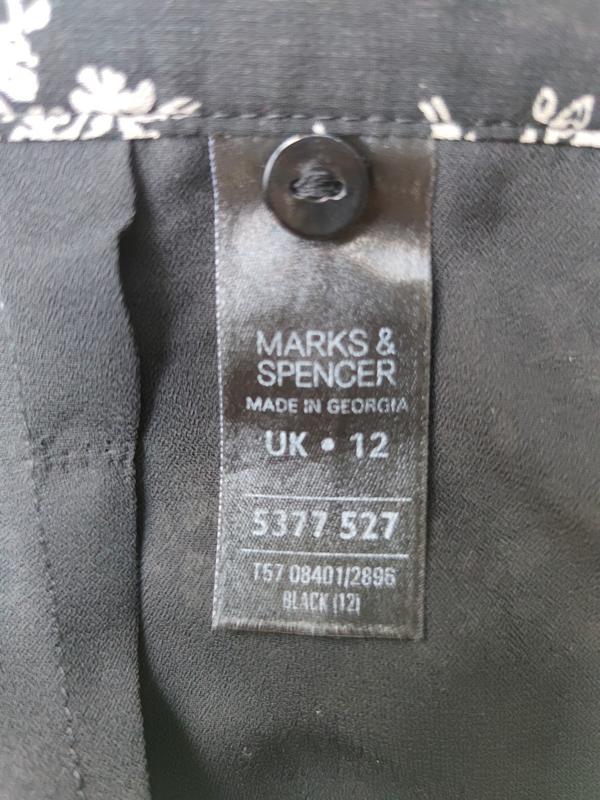 MARKS &
SPENCER
MADE IN GEORGIA
UK • 12
5377 527
T57 08401/2896
BLACK (12)